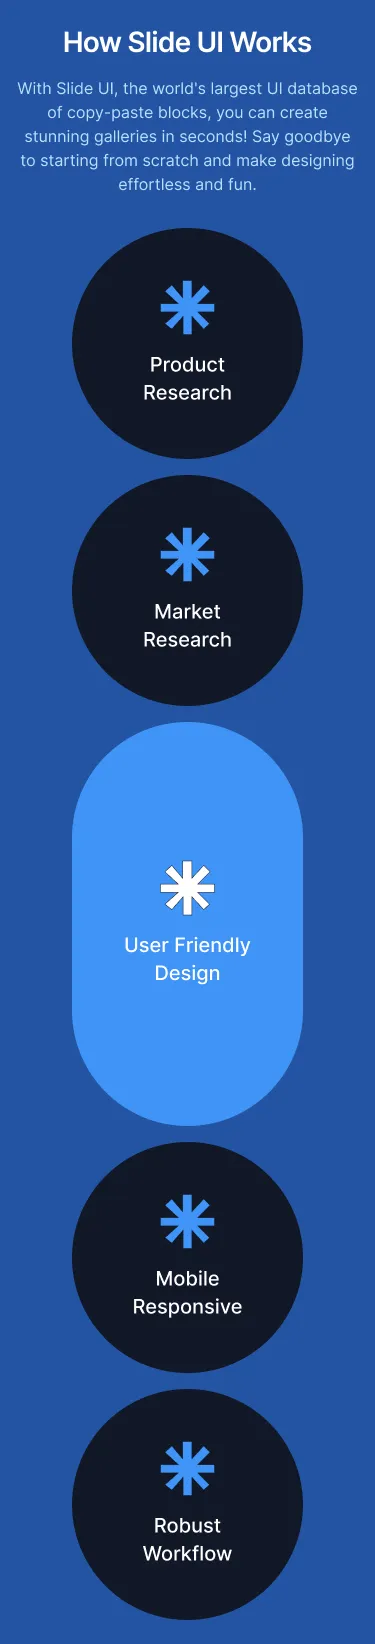 How Slide UI Works
With Slide UI, the world's largest UI database
of copy-paste blocks, you can create
stunning galleries in seconds! Say goodbye
to starting from scratch and make designing
effortless and fun.
Product
Research
Market
Research
User Friendly
Design
Mobile
Responsive
Robust
Workflow